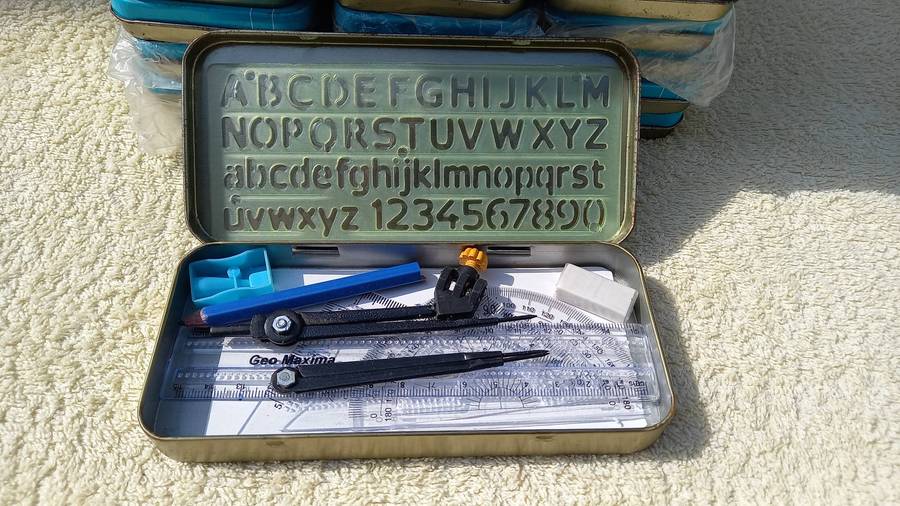 ABCDEFGHIJKLM
NOPQRSTUVWXYZ
abcdefghijklmnopqrst
uvwxyz 1234567890
Geo Maxima